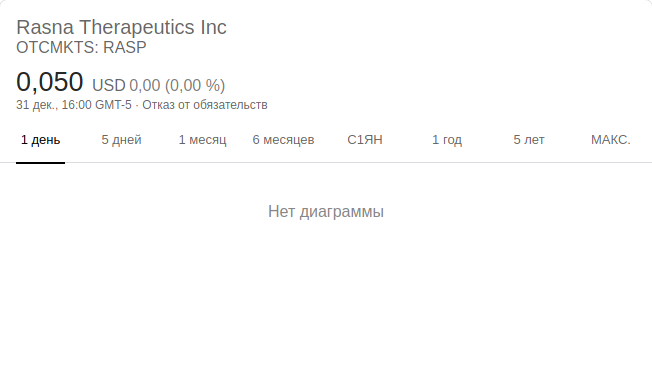 Rasna Therapeutics Inc
OTCMKTS: RASP
0,050 USD 0,00 (0,00 %)
31 дек., 16:00 GMT-5 · Отказ от обязательств
1 день 5 дней 1 месяц 6 месяцев С1ЯН 1 год 5 лет МАКС.
Нет диаграммы